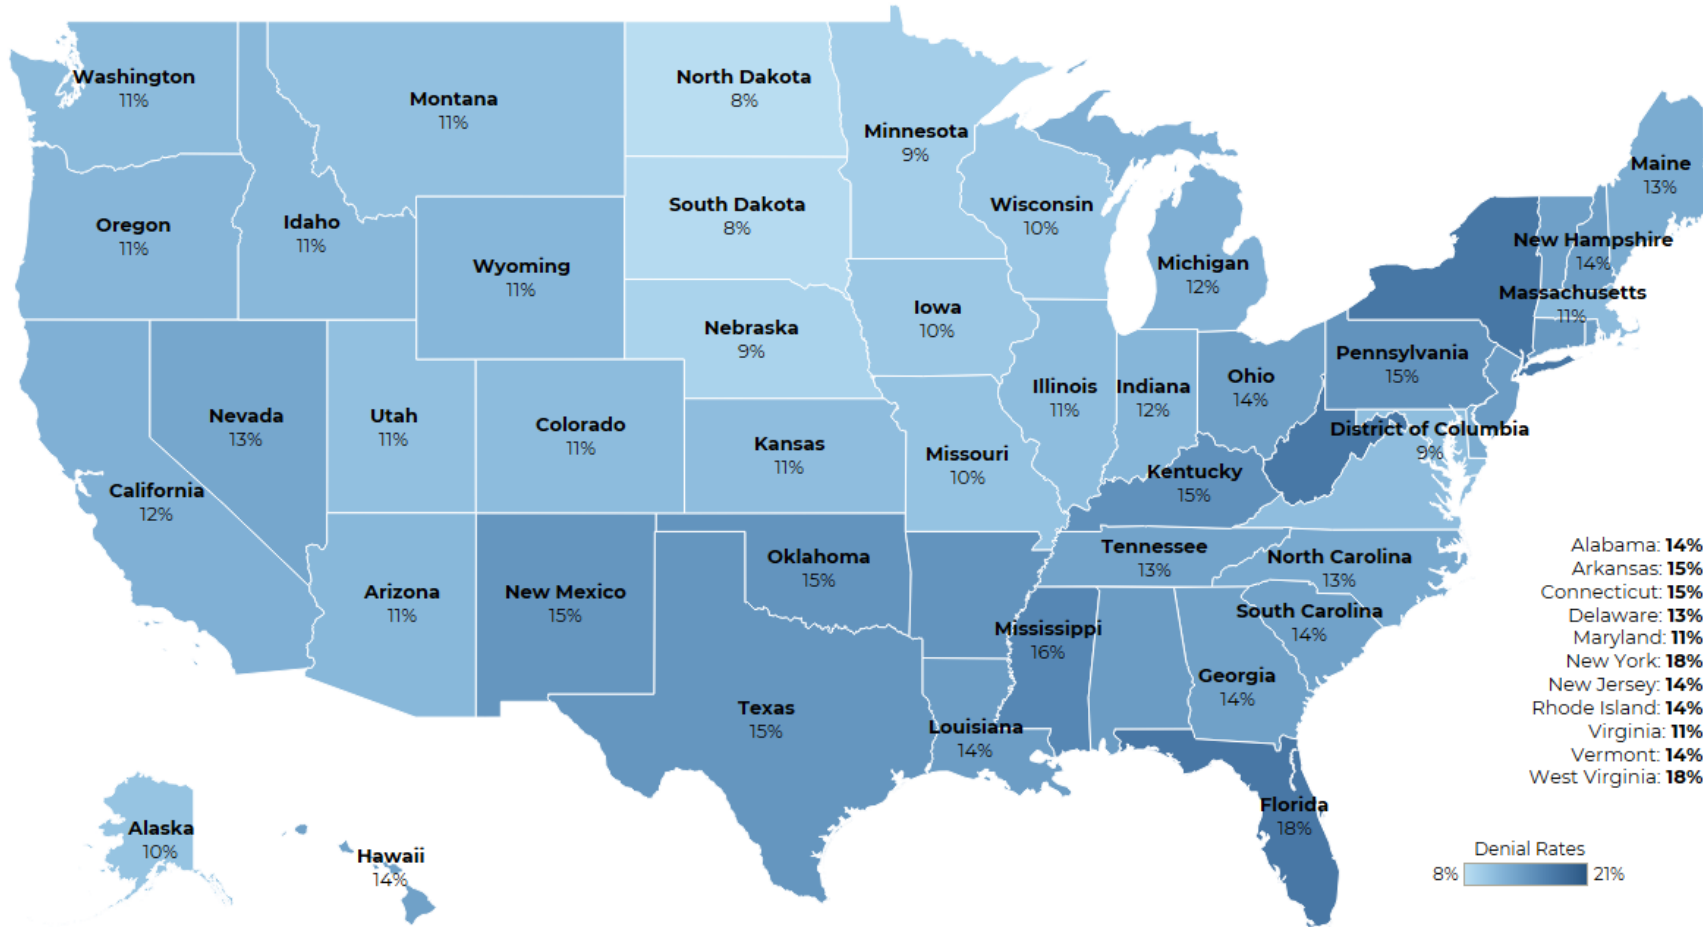 Washington
11%
Montana
11%
North Dakota
8%
Minnesota
9%
Maine
13%
Oregon
11%
Idaho
11%
South Dakota
8%
Wisconsin
10%
New Hampshire
14%
Wyoming
11%
Michigan
12%
Massachusetts
11%
Nebraska
9%
Iowa
10%
Pennsylvania
15%
Nevada
13%
Utah
11%
Colorado
11%
Kansas
11%
Illinois
11%
Indiana
12%
Ohio
14%
District of Columbia
9%
California
12%
Missouri
10%
Kentucky
15%
Arizona
11%
New Mexico
15%
Oklahoma
15%
Tennessee
13%
North Carolina
13%
Mississippi
16%
South Carolina
14%
Texas
15%
Louisiana
14%
Georgia
14%
Florida
18%
Alaska
10%
Hawaii
14%
Alabama: 14%
Arkansas: 15%
Connecticut: 15%
Delaware: 13%
Maryland: 11%
New York: 18%
New Jersey: 14%
Rhode Island: 14%
Virginia: 11%
Vermont: 14%
West Virginia: 18%
Denial Rates
8% 21%